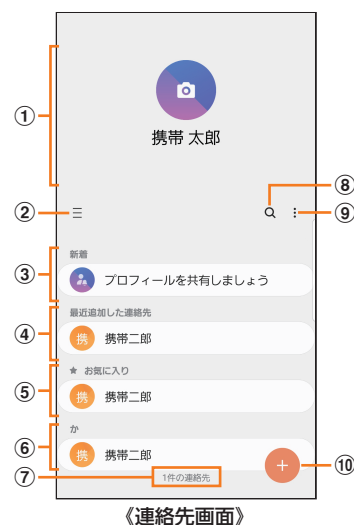 ①
携帯 太郎
⑧
②
⑨
新着
③
プロフィールを共有しましょう
最近追加した連絡先
④
携 携帯二郎
★ お気に入り
⑤
携 携帯二郎
か
⑥
携 携帯二郎
⑦
1件の連絡先
⑩
《連絡先画面》